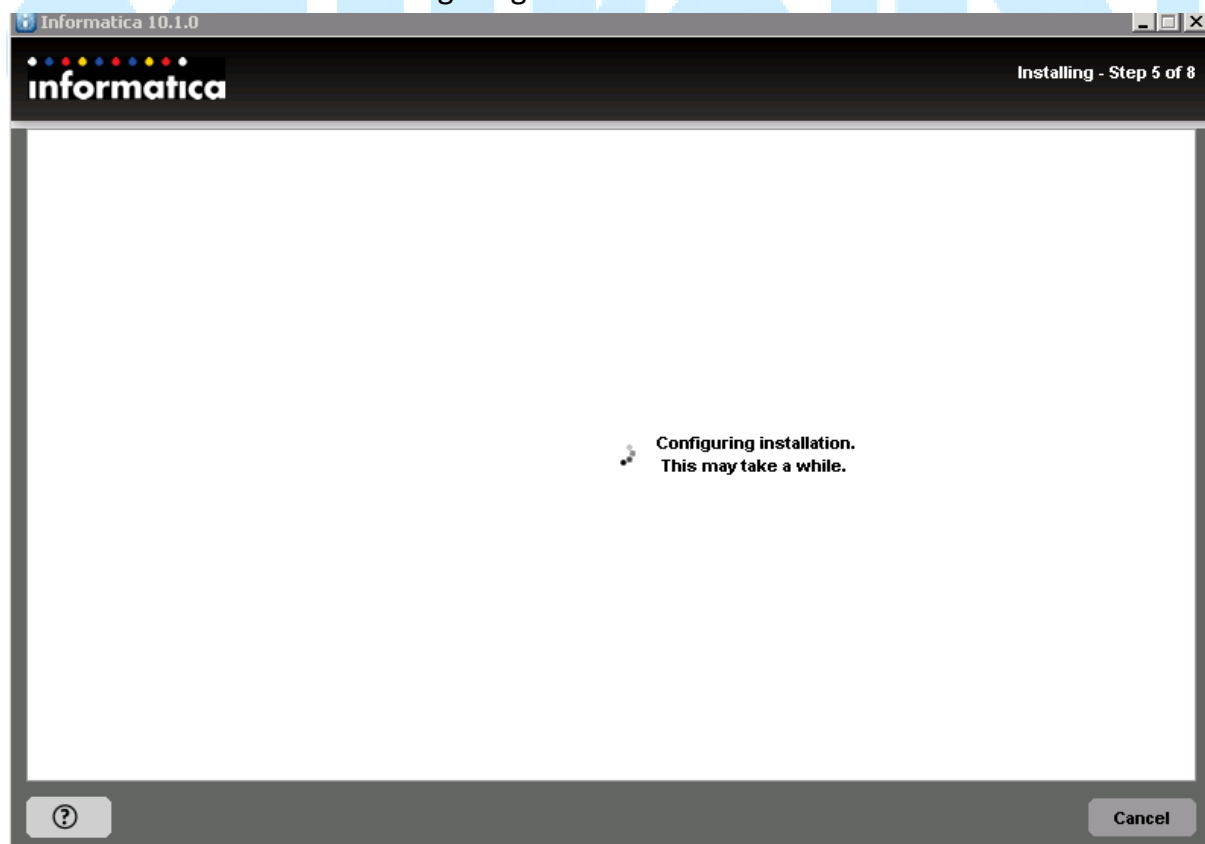 Informatica 10.1.0
informatica
Installing - Step 5 of 8
Configuring installation.
This may take a while.
?
Cancel